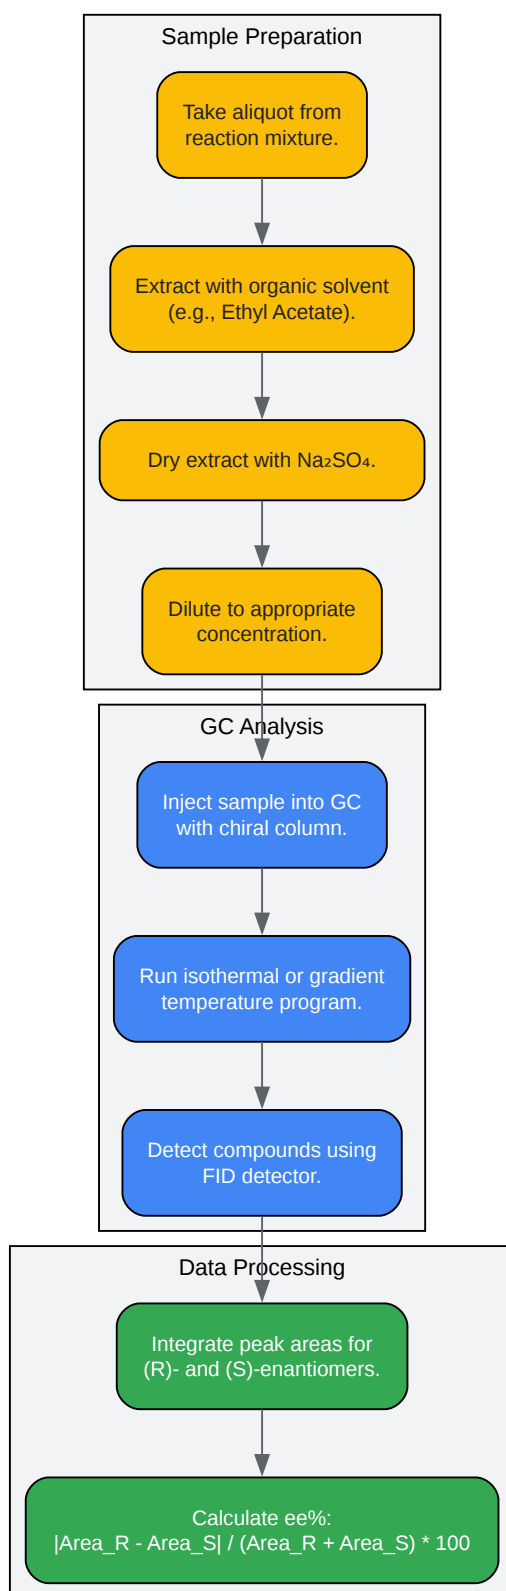 Sample Preparation
Take aliquot from
reaction mixture.
Extract with organic solvent
(e.g., Ethyl Acetate).
Dry extract with Na₂SO₄.
Dilute to appropriate
concentration.
GC Analysis
Inject sample into GC
with chiral column.
Run isothermal or gradient
temperature program.
Detect compounds using
FID detector.
Data Processing
Integrate peak areas for
(R)- and (S)-enantiomers.
Calculate ee%:
|Area_R - Area_S| / (Area_R + Area_S) * 100